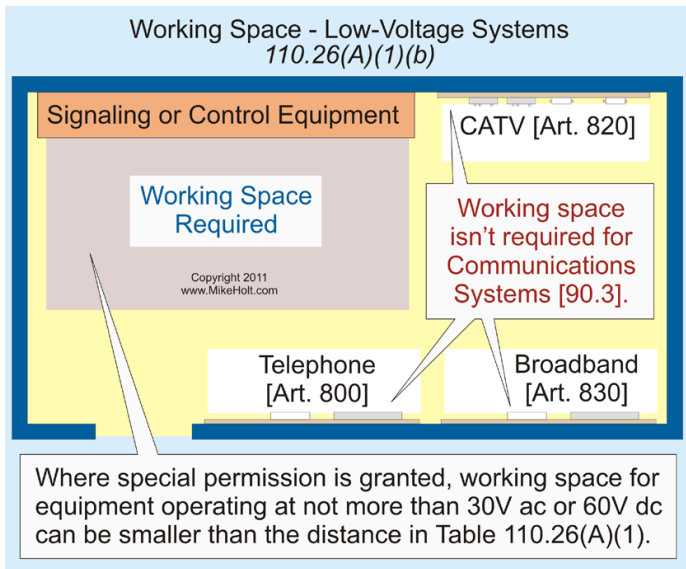 Working Space - Low-Voltage Systems
110.26(A)(1)(b)
Signaling or Control Equipment
CATV [Art. 820]
Working Space
Required
Working space
isn’t required for
Communications
Systems [90.3].
Copyright 2011
www.MikeHolt.com
Telephone
[Art. 800]
Broadband
[Art. 830]
Where special permission is granted, working space for
equipment operating at not more than 30V ac or 60V dc
can be smaller than the distance in Table 110.26(A)(1).